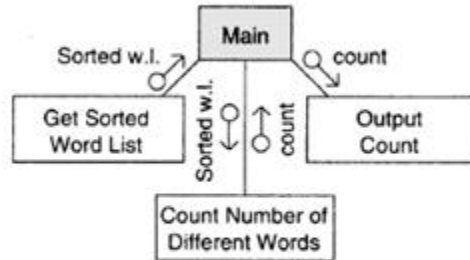 Main
Sorted w.l.
count
Get Sorted
Word List
Sorted w.l.
count
Output
Count
Count Number of
Different Words